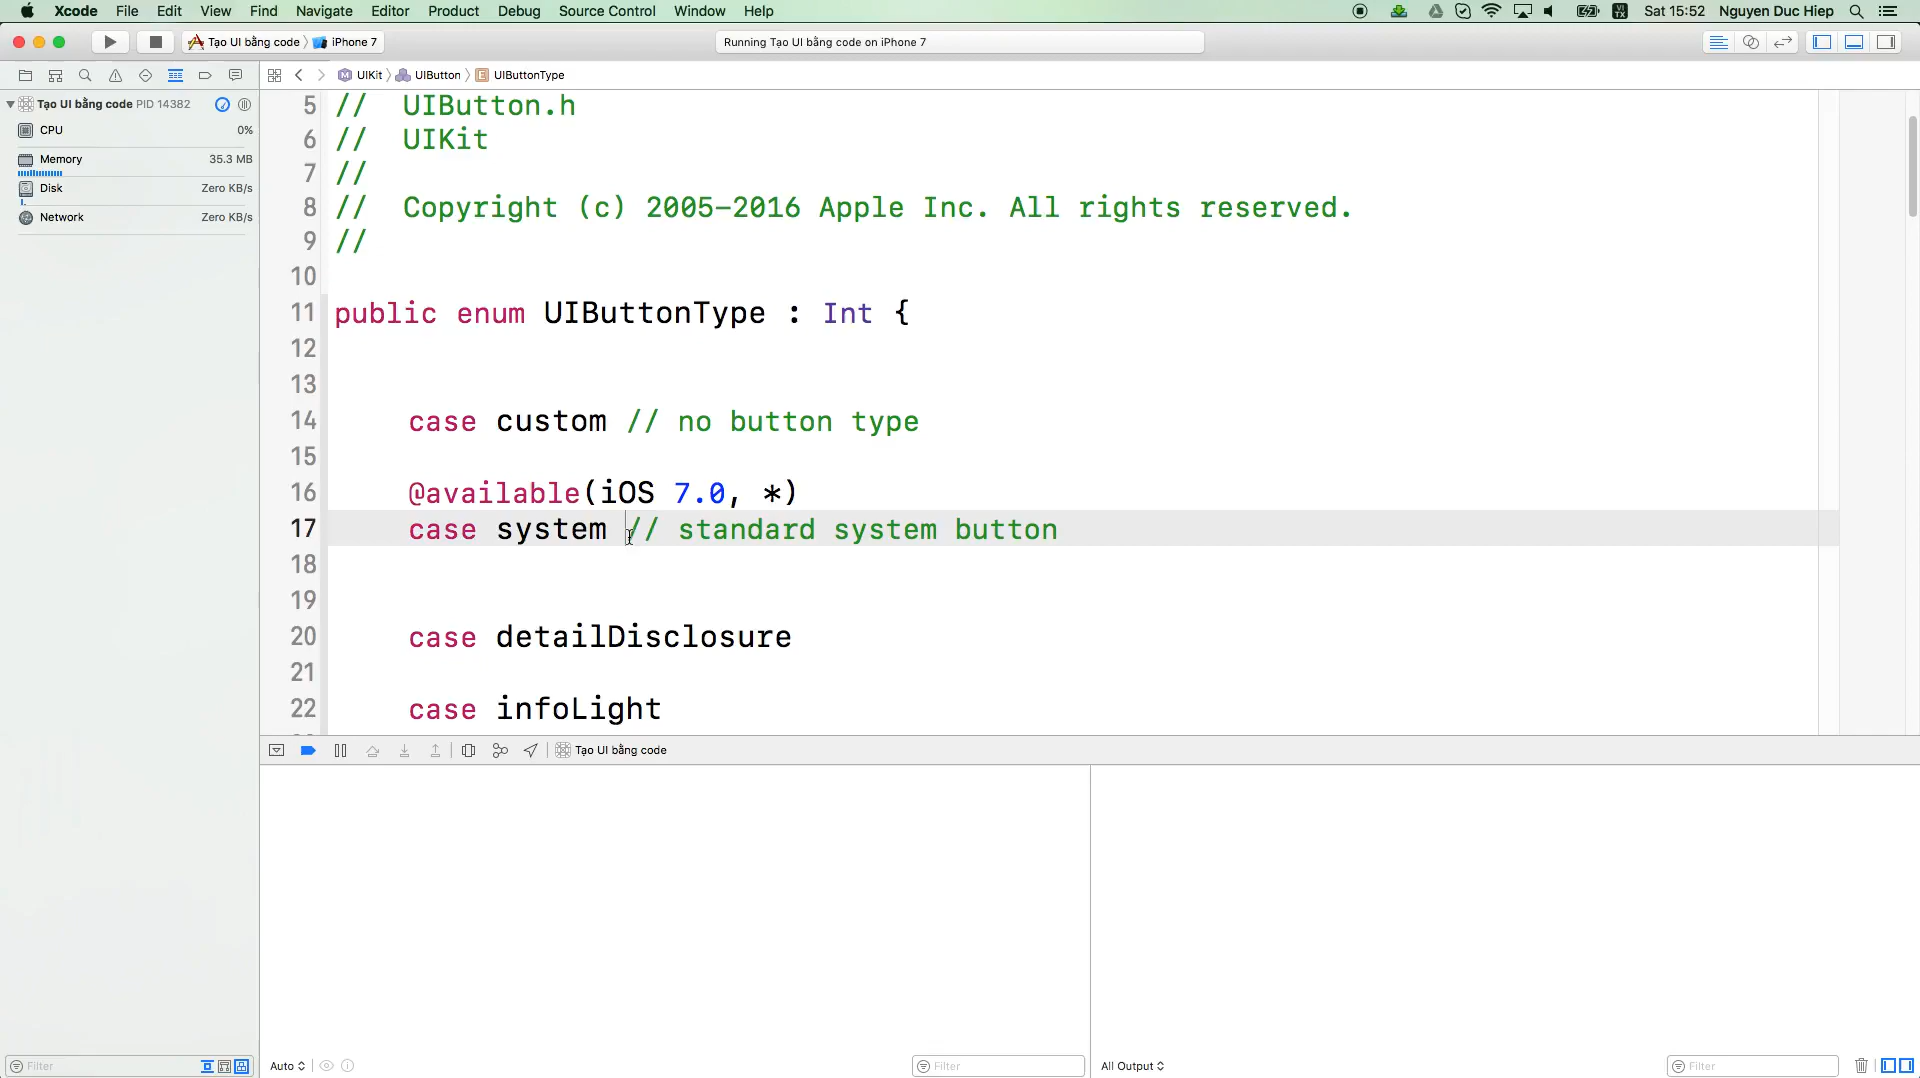 Xcode File Edit View Find Navigate Editor Product Debug Source Control Window Help Sat 15:52 Nguyen Duc Hiep
Tạo UI bằng code iPhone 7 Running Tạo UI bằng code on iPhone 7
UIKit UIButton UIButtonType
Tạo UI bằng code PID 14382
CPU 0%
Memory 35.3 MB
Disk Zero KB/s
Network Zero KB/s
5 // UIButton.h
6 // UIKit
7 //
8 // Copyright (c) 2005-2016 Apple Inc. All rights reserved.
9 //
10
11 public enum UIButtonType : Int {
12
13
14 case custom // no button type
15
16 @available(iOS 7.0, *)
17 case system // standard system button
18
19
20 case detailDisclosure
21
22 case infoLight
Tạo UI bằng code
Filter Auto Filter All Output Filter